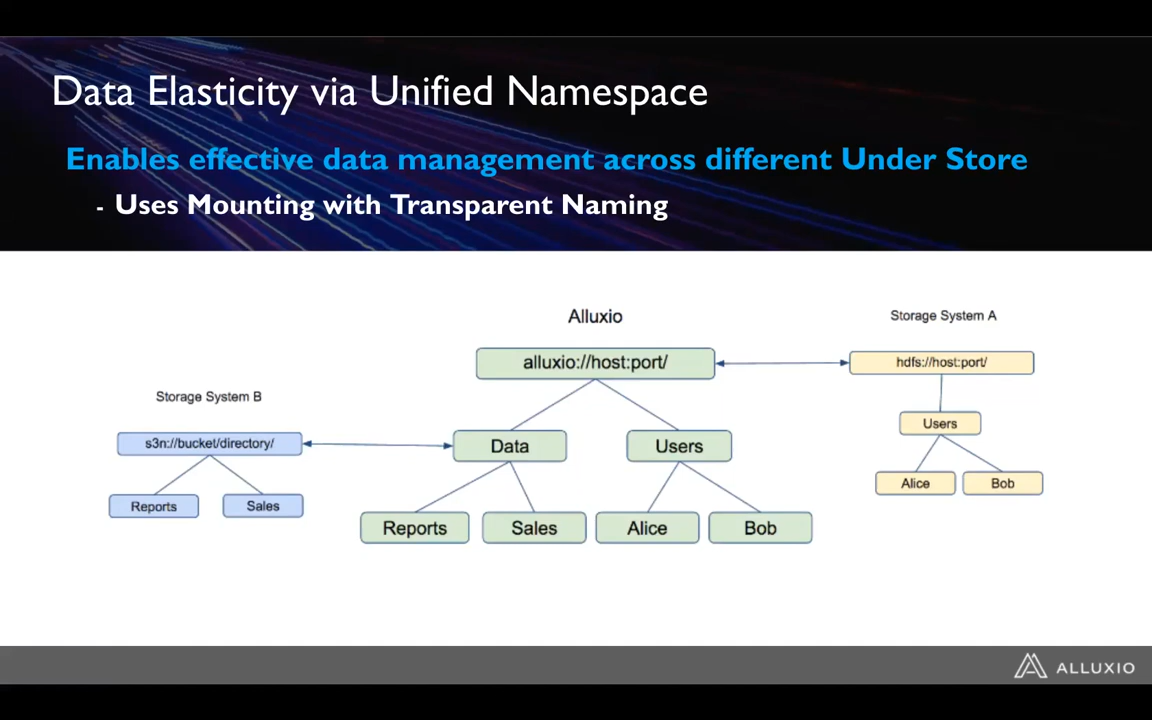 Data Elasticity via Unified Namespace
Enables effective data management across different Under Store
- Uses Mounting with Transparent Naming
Alluxio
Storage System A
alluxio://host:port/
hdfs://host:port/
Storage System B
Users
s3n://bucket/directory/
Data
Users
Alice
Bob
Reports
Sales
Reports
Sales
Alice
Bob
ALLUXIO